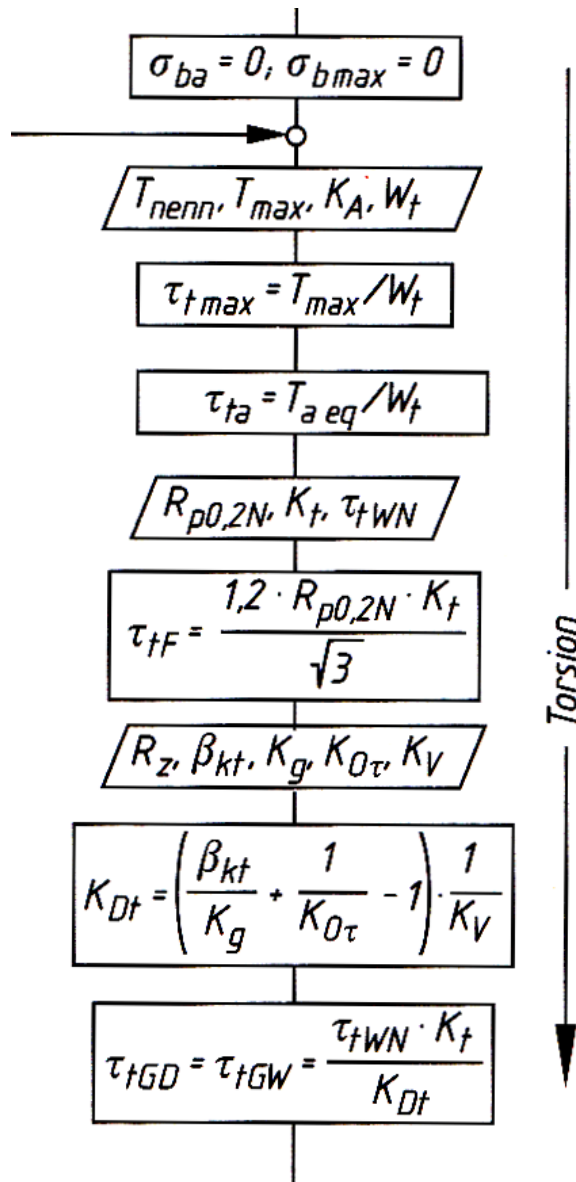 σba = 0, σbmax = 0
Tnenn, Tmax, KA, Wt
τtmax = Tmax/Wt
τta = Ta eq/Wt
Rp0,2N, Kt, τtWN
τtF = 1,2 · Rp0,2N · Kt / √3
Rz, βkt, Kg, KOτ, KV
KDt = (βkt/Kg + 1/KOτ - 1) · 1/KV
τtGD = τtGW = τtWN · Kt / KDt
Torsion